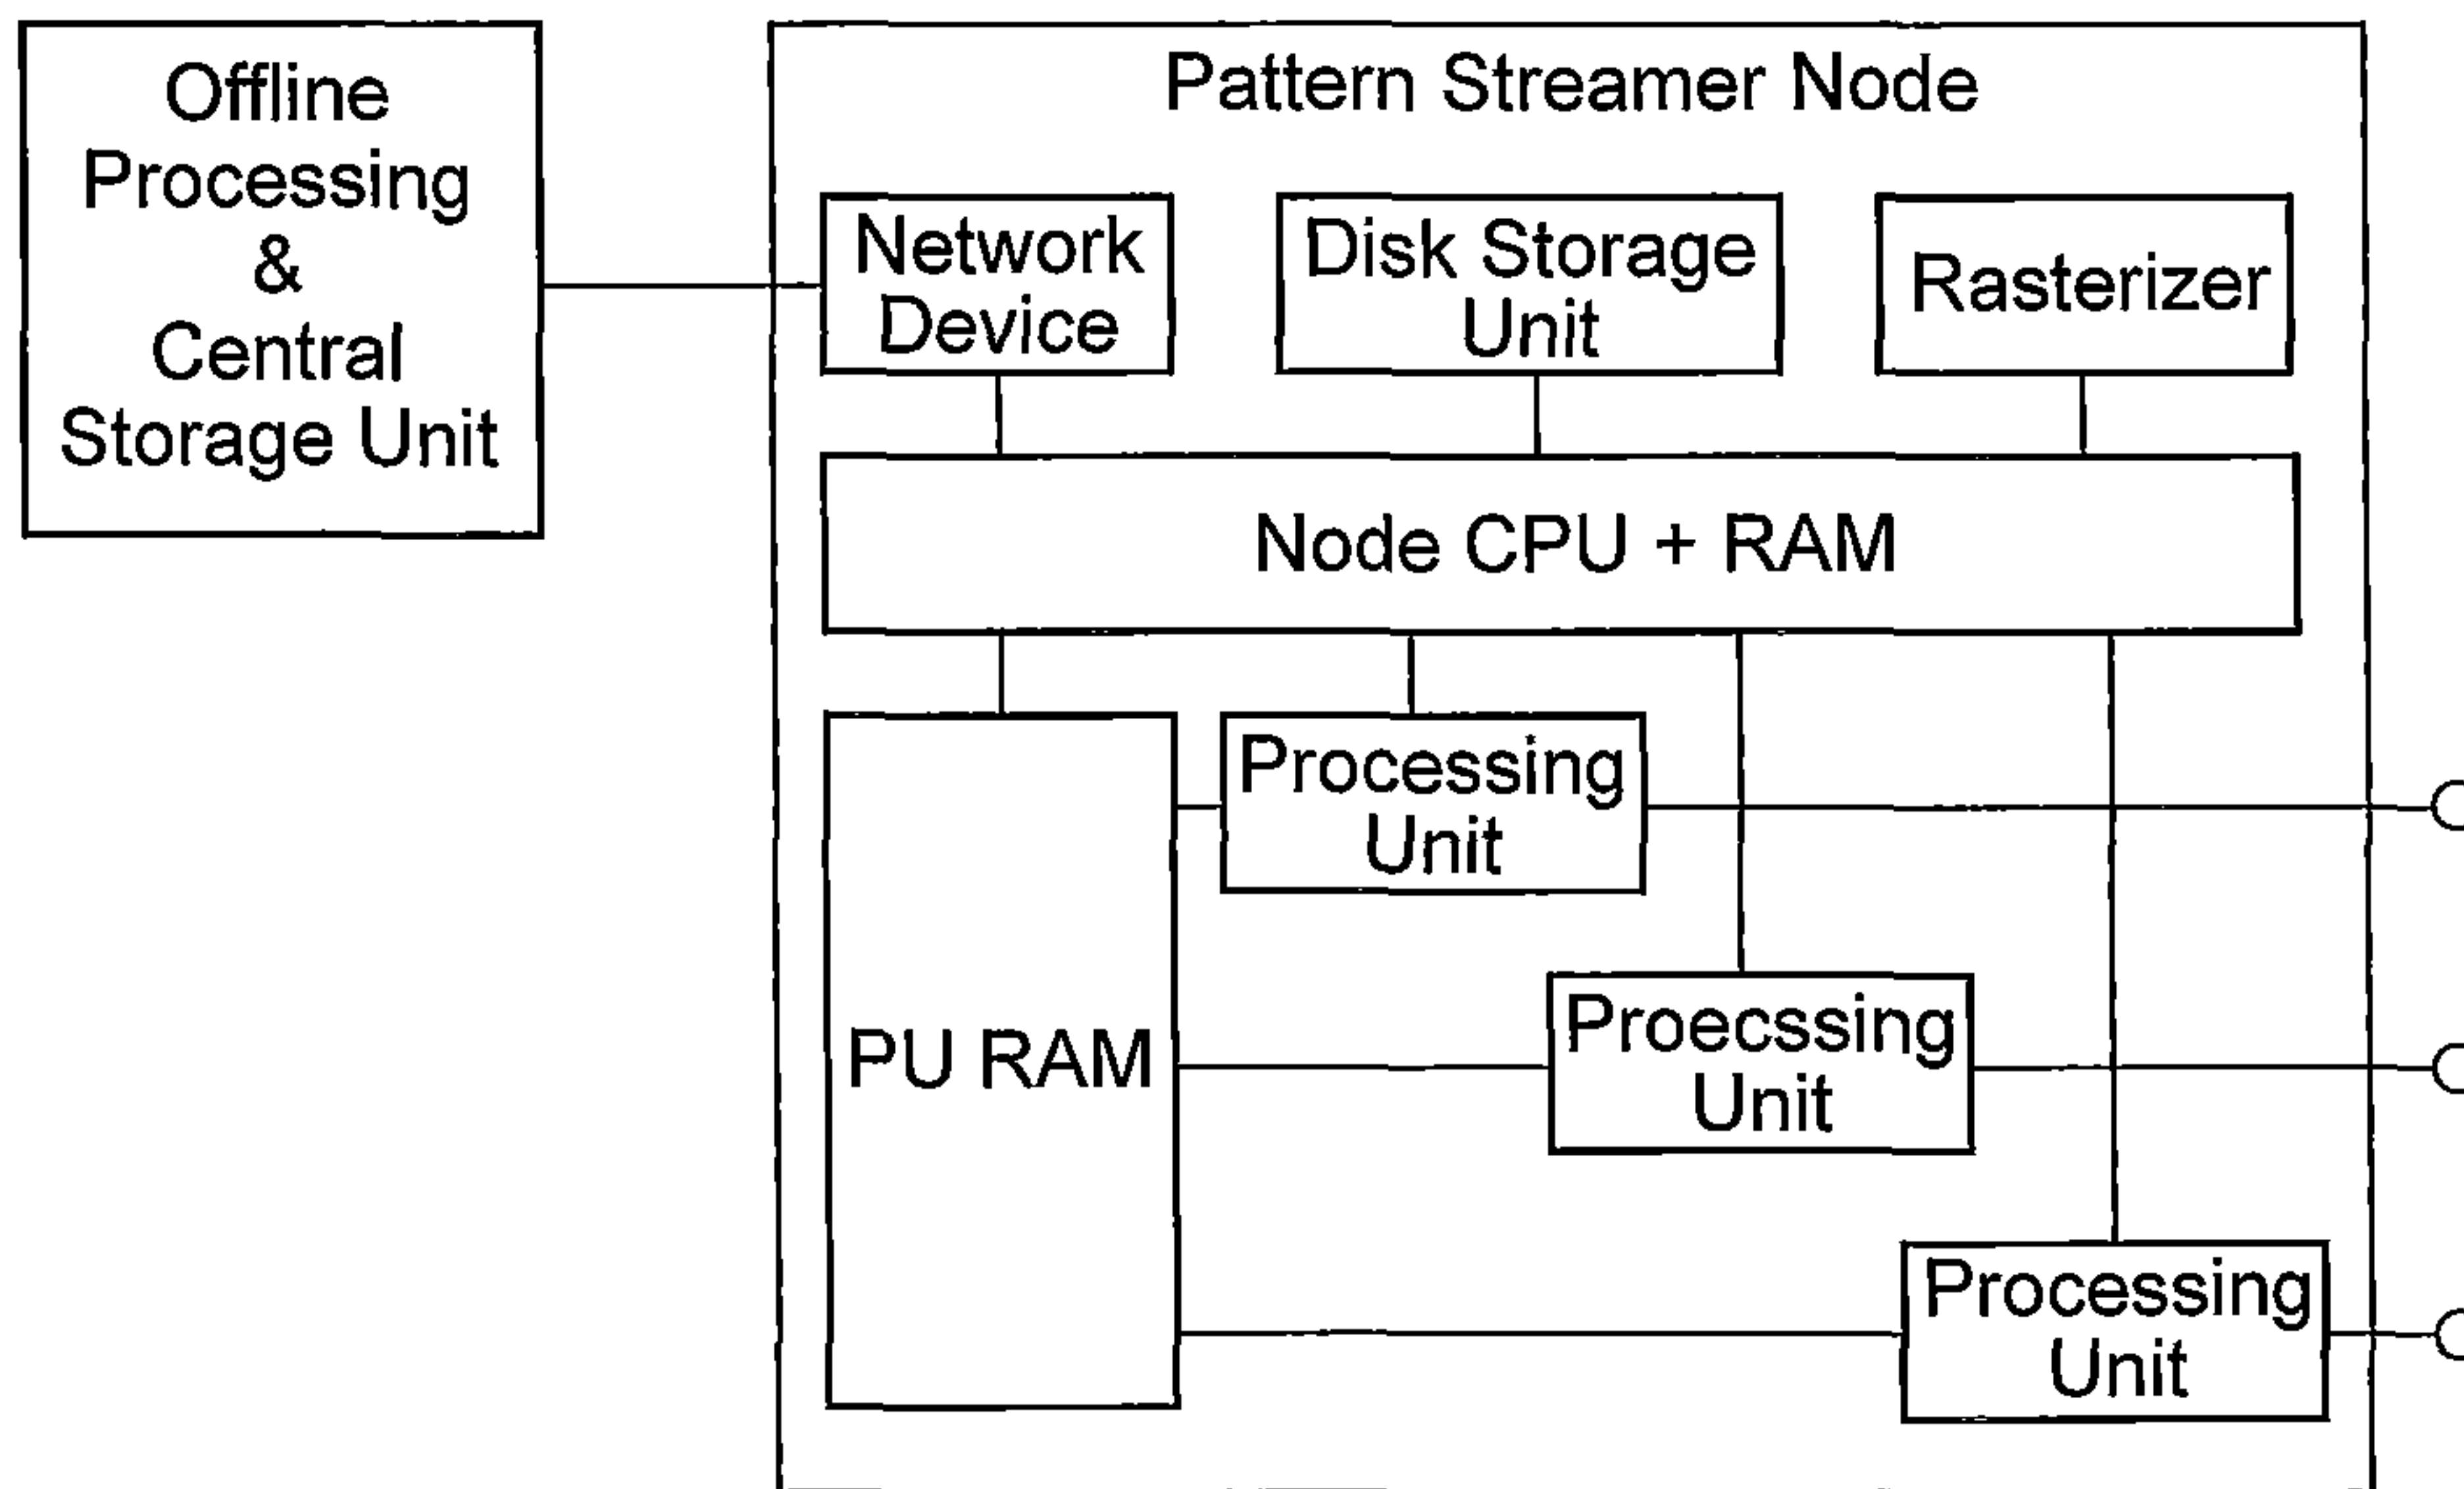 Offline
Processing
&
Central
Storage Unit
Pattern Streamer Node
Network
Device
Disk Storage
Unit
Rasterizer
Node CPU + RAM
Processing
Unit
PU RAM
Proecssing
Unit
Processing
Unit